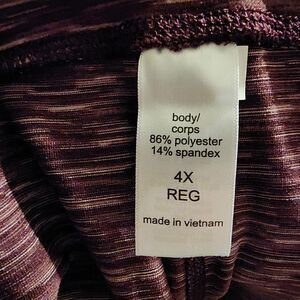 body/
corps
86% polyester
14% spandex
4X
REG
made in vietnam